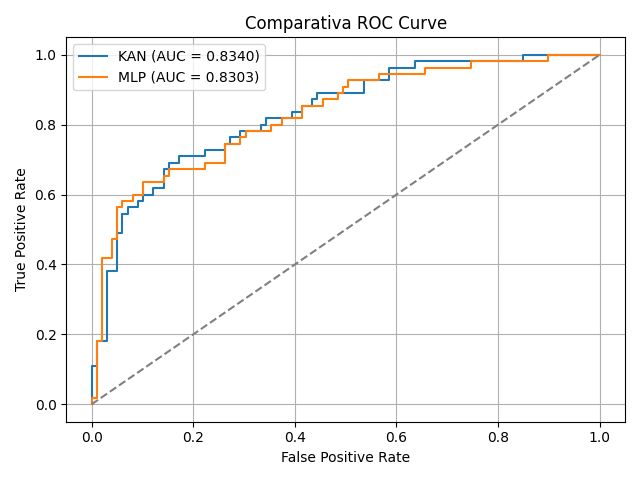 Comparativa ROC Curve
KAN (AUC = 0.8340)
MLP (AUC = 0.8303)
True Positive Rate
1.0
0.8
0.6
0.4
0.2
0.0
0.0 0.2 0.4 0.6 0.8 1.0
False Positive Rate